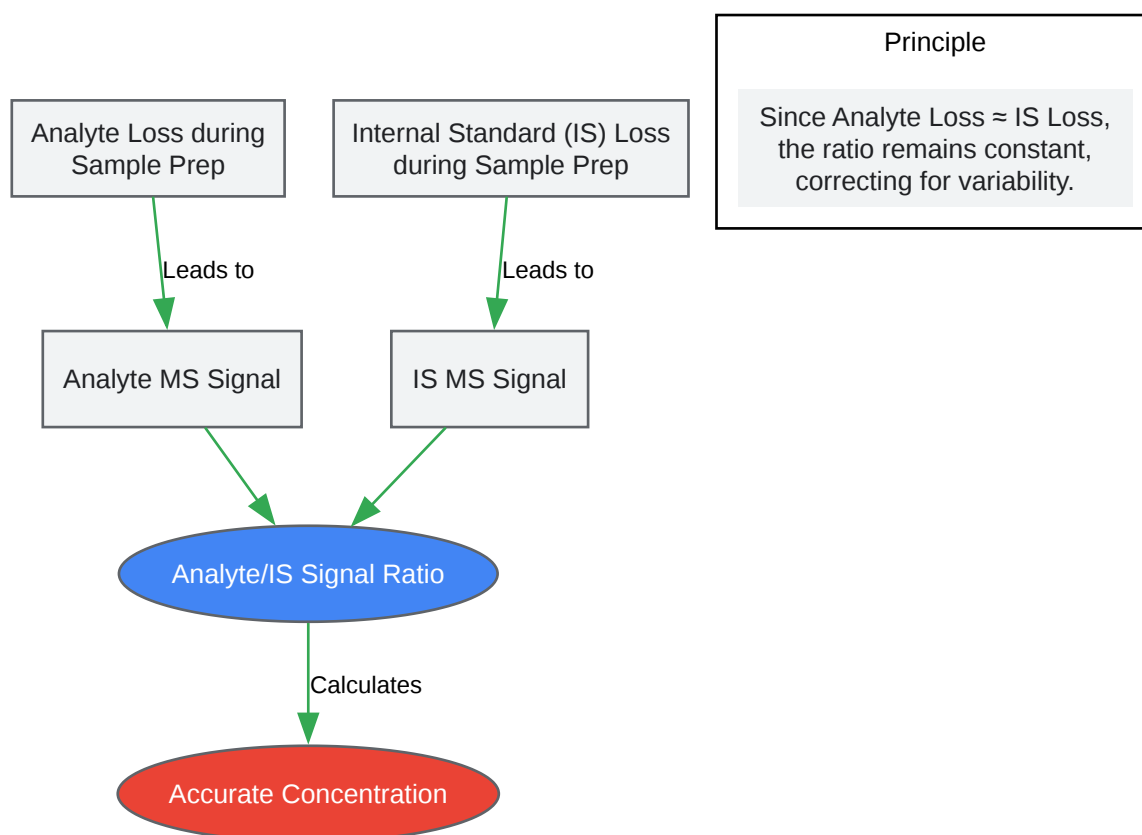 Principle
Since Analyte Loss ≈ IS Loss,
the ratio remains constant,
correcting for variability.
Analyte Loss during
Sample Prep
Internal Standard (IS) Loss
during Sample Prep
Leads to
Leads to
Analyte MS Signal
IS MS Signal
Analyte/IS Signal Ratio
Calculates
Accurate Concentration